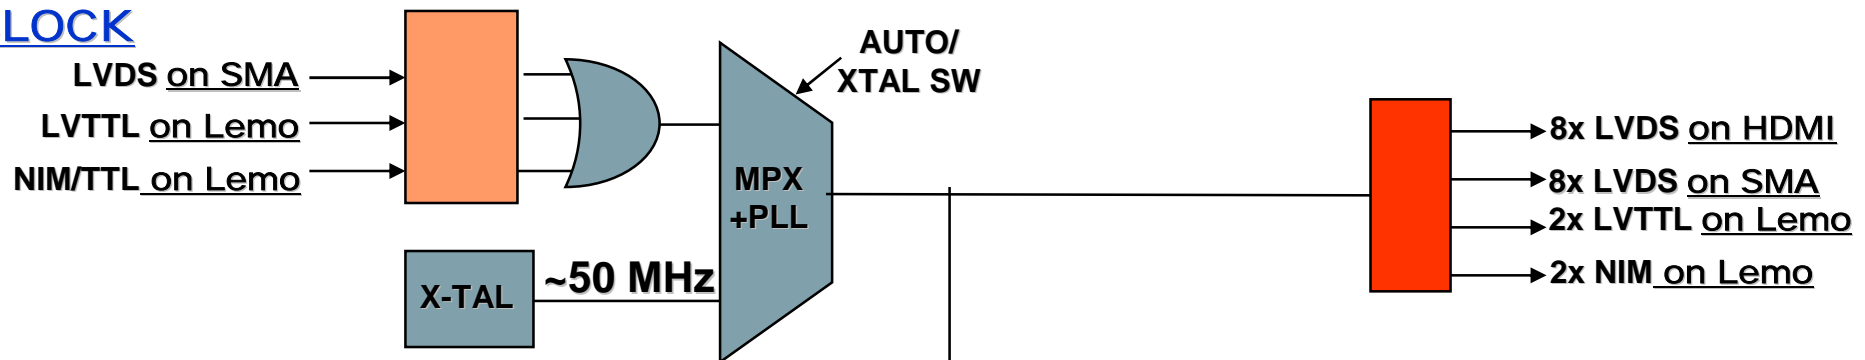 LOCK
LVDS on SMA
LVTTL on Lemo
NIM/TTL on Lemo
AUTO/
XTAL SW
MPX
+PLL
X-TAL
~50 MHz
8x LVDS on HDMI
8x LVDS on SMA
2x LVTTL on Lemo
2x NIM on Lemo